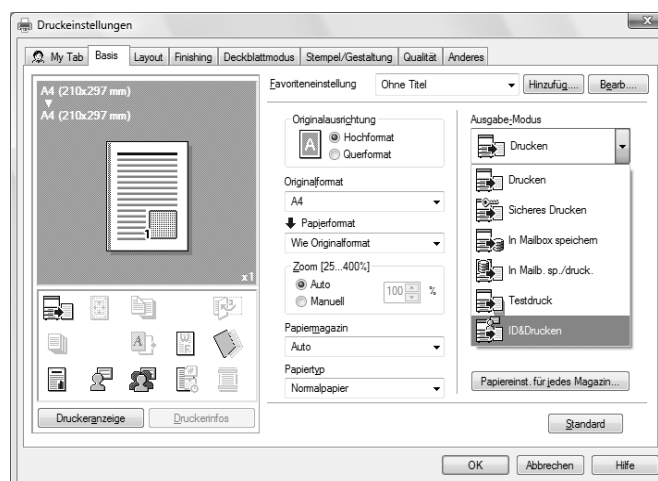 Druckeinstellungen
My Tab Basis Layout Finishing Deckblattmodus Stempel/Gestaltung Qualität Anderes
A4 (210x297 mm)
A4 (210x297 mm)
1
x1
Druckeranzeige
Druckerinfos
Favoriteneinstellung
Ohne Titel
Hinzufüg....
Bearb....
Originalausrichtung
A
Hochformat
Querformat
Originalformat
A4
Papierformat
Wie Originalformat
Zoom [25...400%]
Auto
Manuell
100
%
Papiermagazin
Auto
Papiertyp
Normalpapier
Ausgabe-Modus
Drucken
Drucken
Sicheres Drucken
In Mailbox speichern
In Mailb. sp./druck.
Testdruck
ID&Drucken
Papiereinst. für jedes Magazin...
Standard
OK
Abbrechen
Hilfe